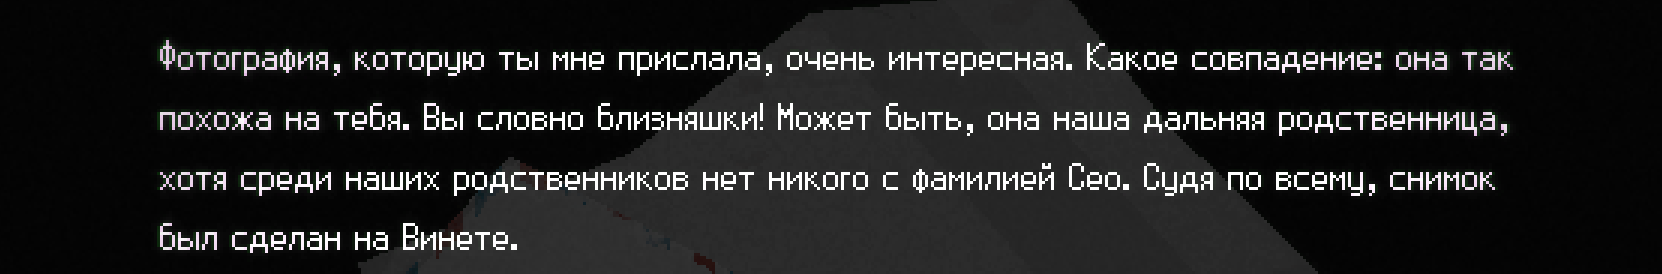 Фотография, которую ты мне прислала, очень интересная. Какое совпадение: она так
похожа на тебя. Вы словно близняшки! Может быть, она наша дальняя родственница,
хотя среди наших родственников нет никого с фамилией Сео. Судя по всему, снимок
был сделан на Винете.